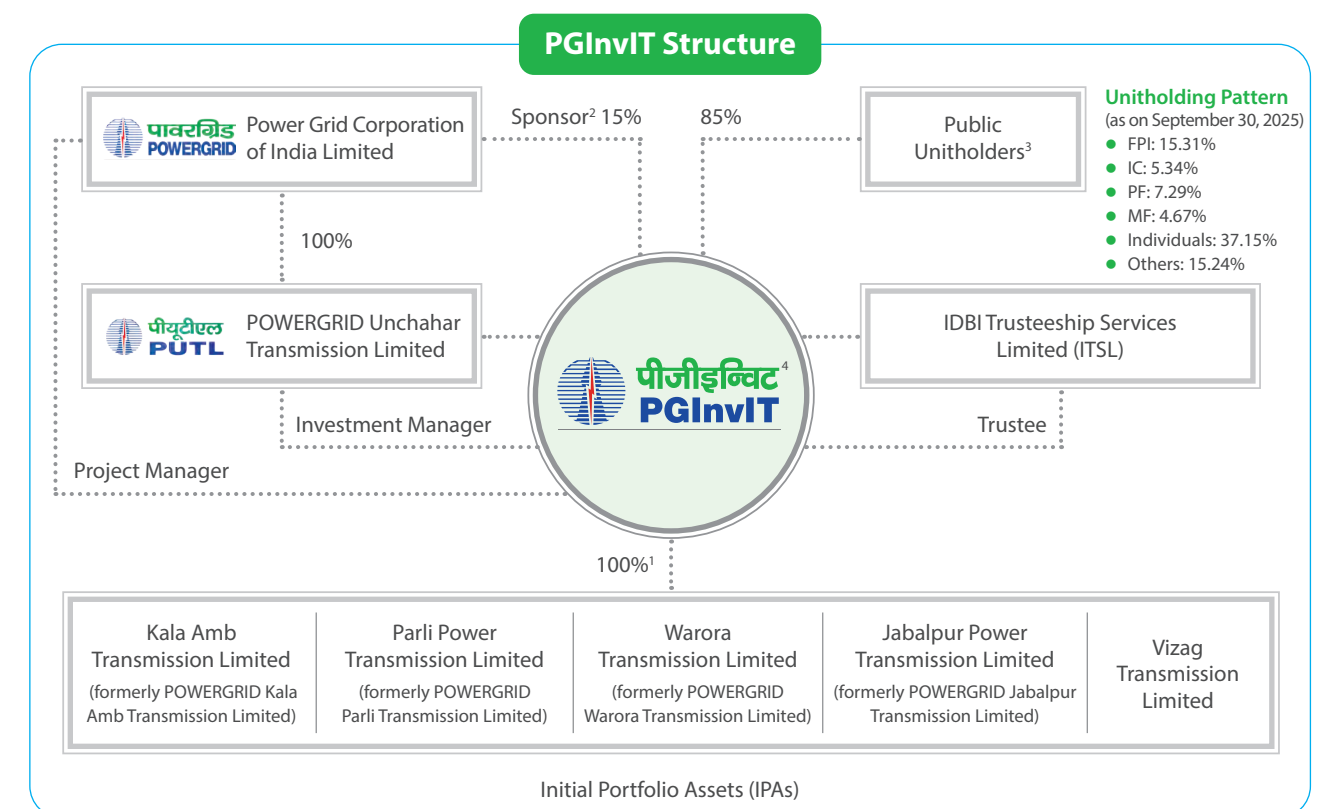 PGInvIT Structure
पावरग्रिड
POWERGRID
Power Grid Corporation
of India Limited
Sponsor² 15%
85%
Public
Unitholders³
Unitholding Pattern
(as on September 30, 2025)
● FPI: 15.31%
● IC: 5.34%
● PF: 7.29%
● MF: 4.67%
● Individuals: 37.15%
● Others: 15.24%
100%
पीयूटीएल
PUTL
POWERGRID Unchahar
Transmission Limited
IDBI Trusteeship Services
Limited (ITSL)
पीजीइन्विट⁴
PGInvIT
Investment Manager
Trustee
Project Manager
100%¹
Kala Amb
Transmission Limited
(formerly POWERGRID Kala
Amb Transmission Limited)
Parli Power
Transmission Limited
(formerly POWERGRID
Parli Transmission Limited)
Warora
Transmission Limited
(formerly POWERGRID
Warora Transmission Limited)
Jabalpur Power
Transmission Limited
(formerly POWERGRID Jabalpur
Transmission Limited)
Vizag
Transmission
Limited
Initial Portfolio Assets (IPAs)